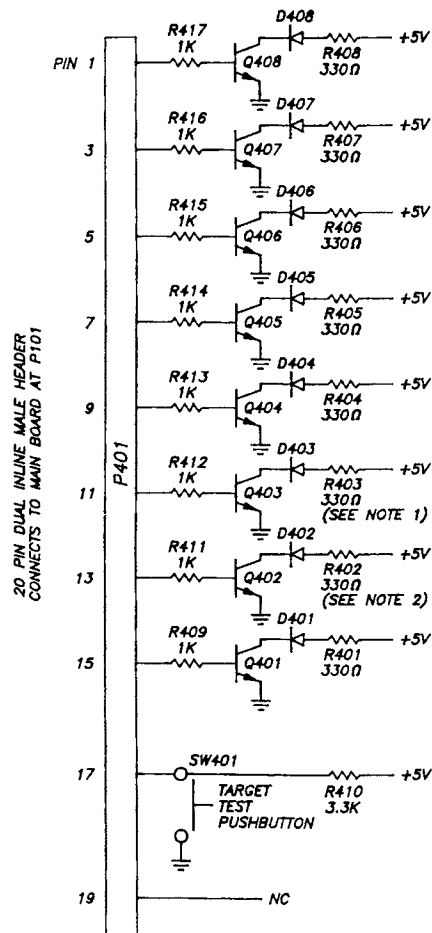 D408
R417
1K
+5V
PIN 1
Q408
R408
330Ω
D407
R416
1K
+5V
3
Q407
R407
330Ω
D406
R415
1K
+5V
5
Q406
R406
330Ω
D405
R414
1K
+5V
7
Q405
R405
330Ω
D404
R413
1K
+5V
9
Q404
R404
330Ω
D403
R412
1K
+5V
11
Q403
R403
330Ω
(SEE NOTE 1)
D402
R411
1K
+5V
13
Q402
R402
330Ω
(SEE NOTE 2)
D401
R409
1K
+5V
15
Q401
R401
330Ω
20 PIN DUAL INLINE MALE HEADER
CONNECTS TO MAIN BOARD AT P101
P401
SW401
17
+5V
TARGET
TEST
PUSHBUTTON
R410
3.3K
19
NC